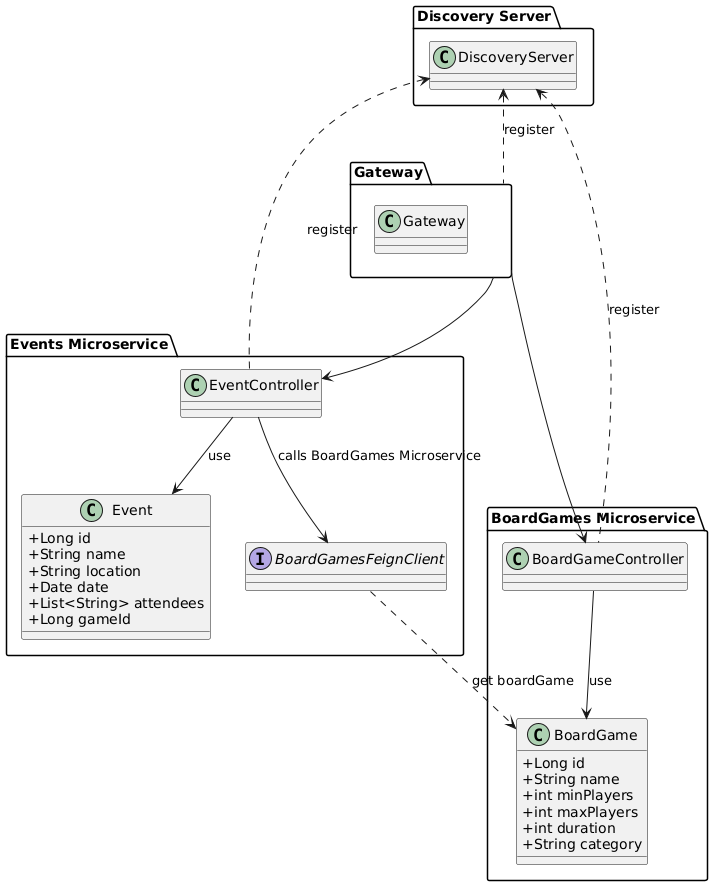 Discovery Server
C DiscoveryServer
register
Gateway
C Gateway
register
register
Events Microservice
C EventController
use
calls BoardGames Microservice
C Event
+Long id
+String name
+String location
+Date date
+List<String> attendees
+Long gameId
I BoardGamesFeignClient
BoardGames Microservice
C BoardGameController
get boardGame
use
C BoardGame
+Long id
+String name
+int minPlayers
+int maxPlayers
+int duration
+String category